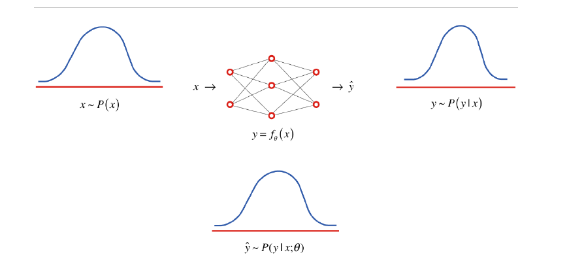 x ~ P(x)
x → → ŷ
y = f_θ(x)
y ~ P(y | x)
ŷ ~ P(y | x; θ)